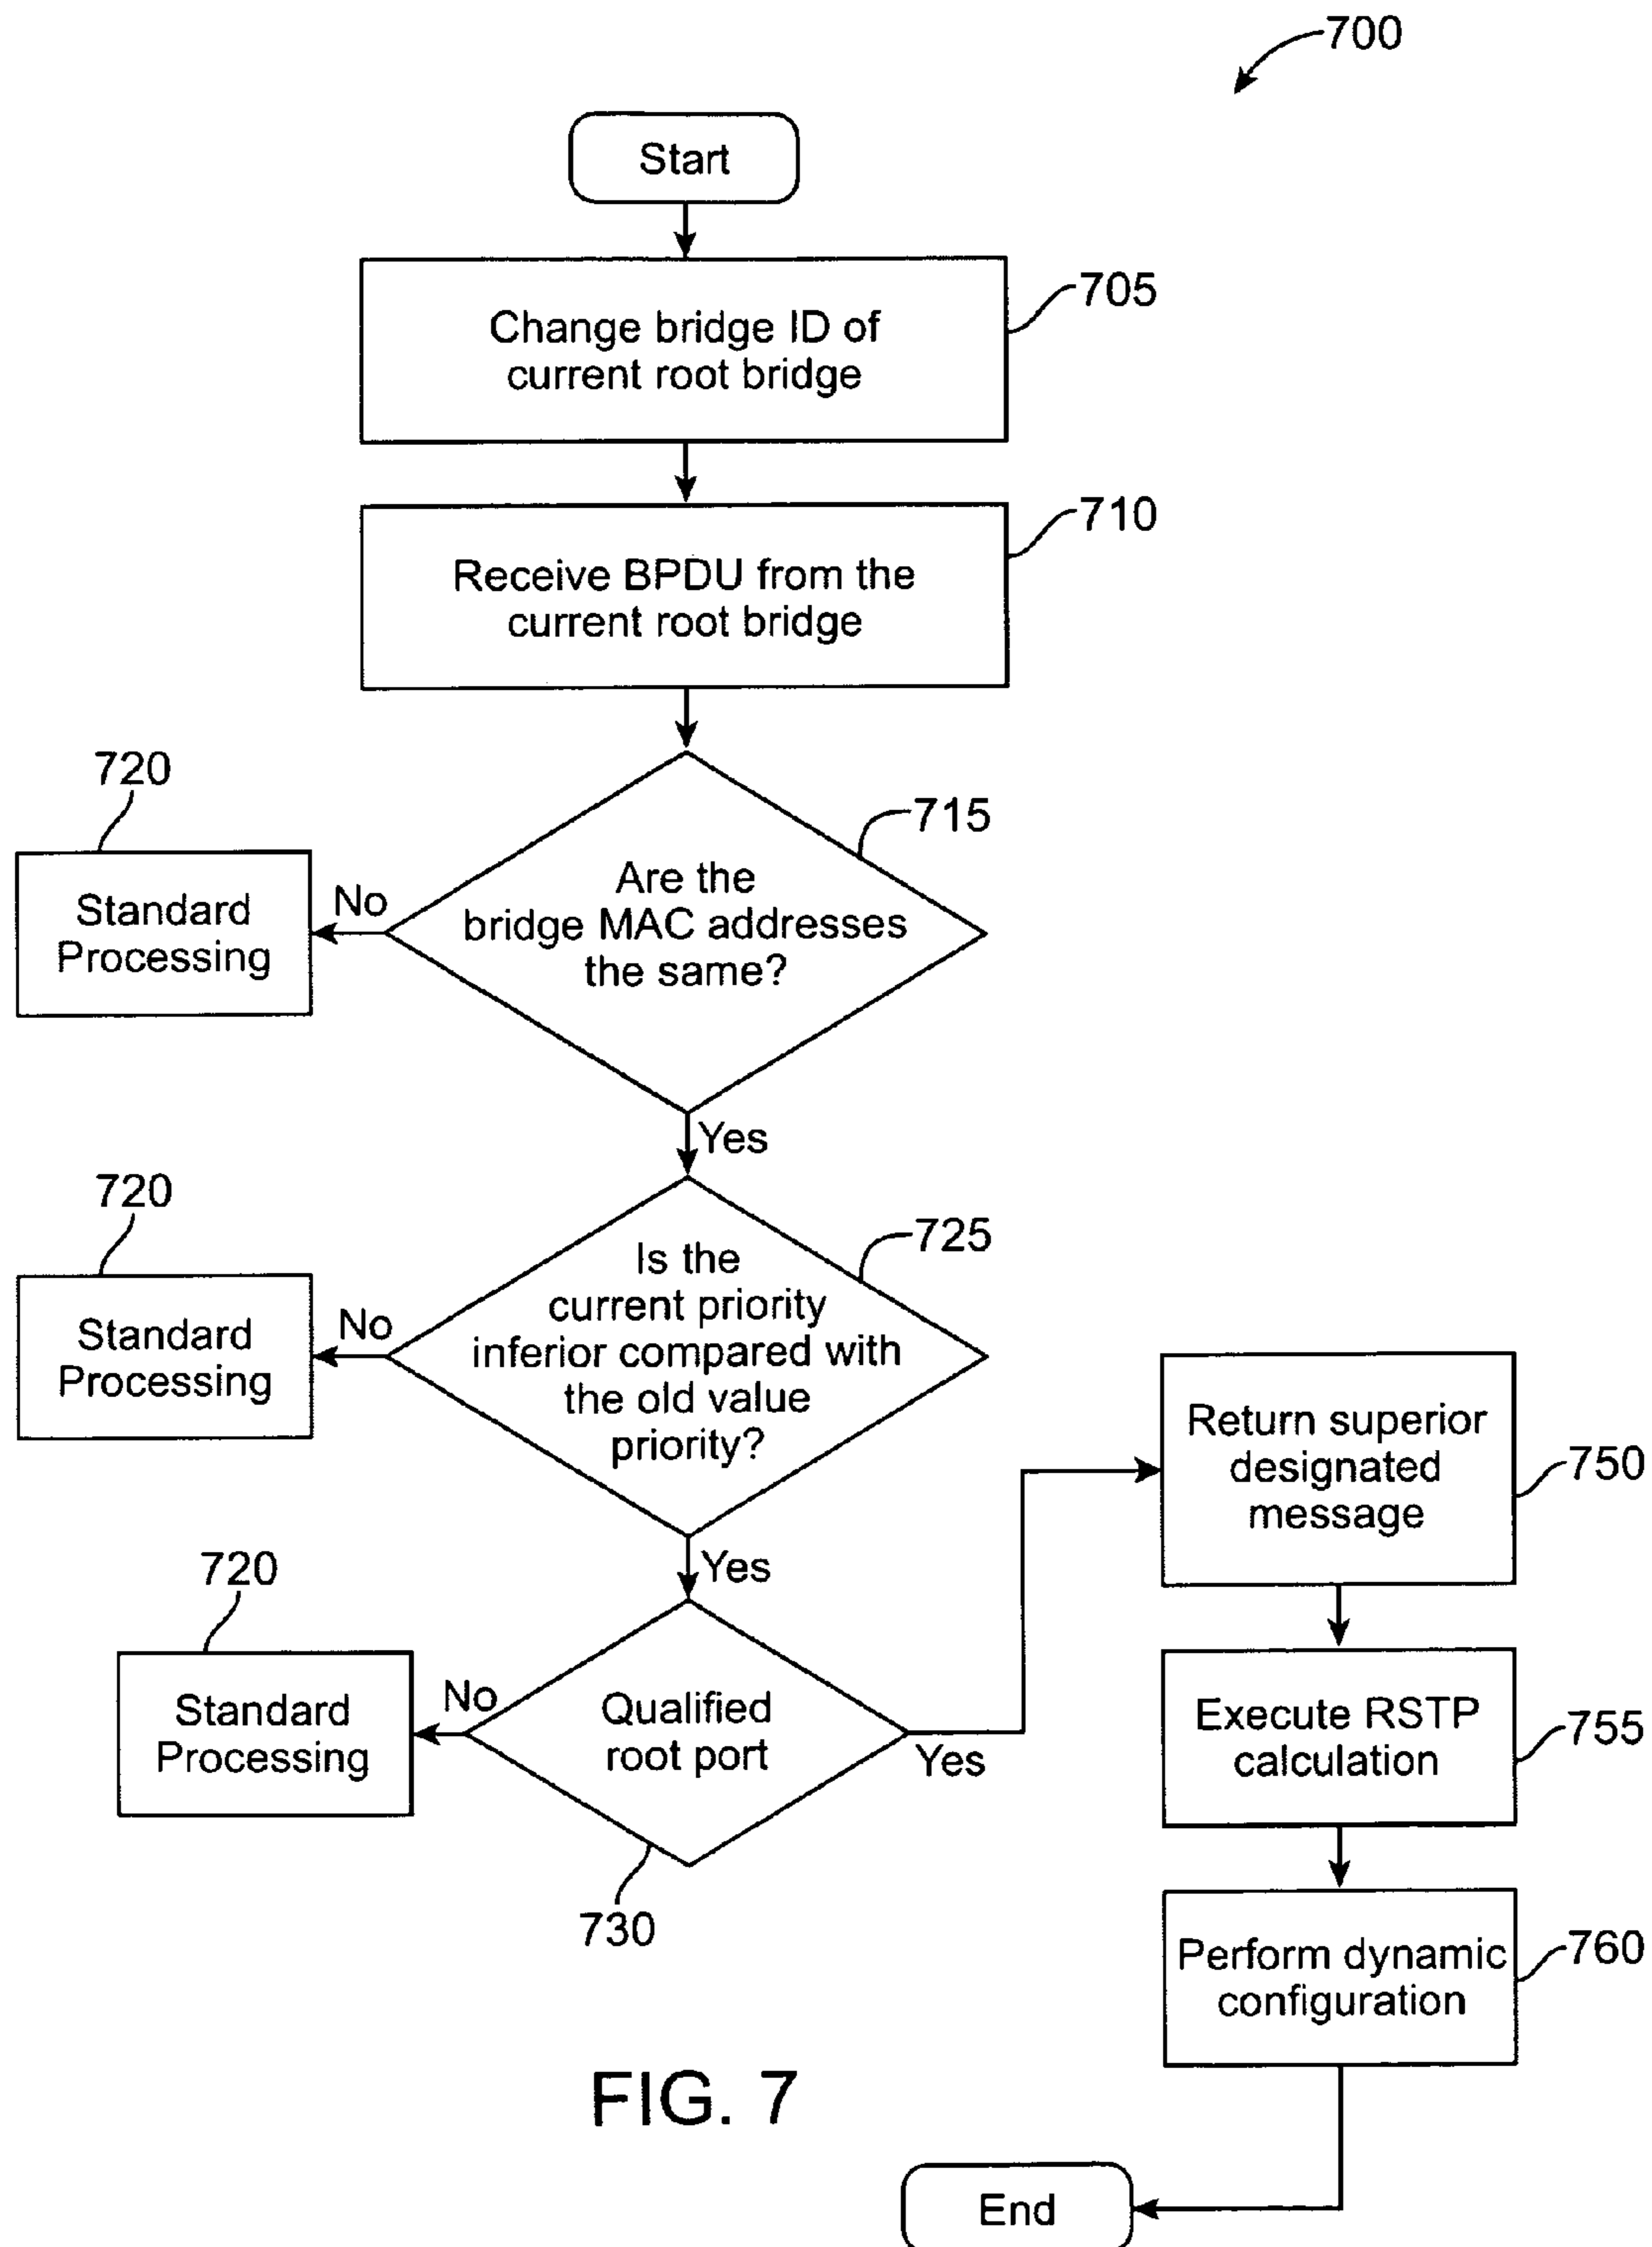 700
Start
705
Change bridge ID of
current root bridge
710
Receive BPDU from the
current root bridge
720
715
Standard
Processing
No
Are the
bridge MAC addresses
the same?
Yes
720
725
Standard
Processing
No
Is the
current priority
inferior compared with
the old value
priority?
Yes
720
Standard
Processing
No
Qualified
root port
Yes
730
Return superior
designated
message
750
Execute RSTP
calculation
755
Perform dynamic
configuration
760
FIG. 7
End